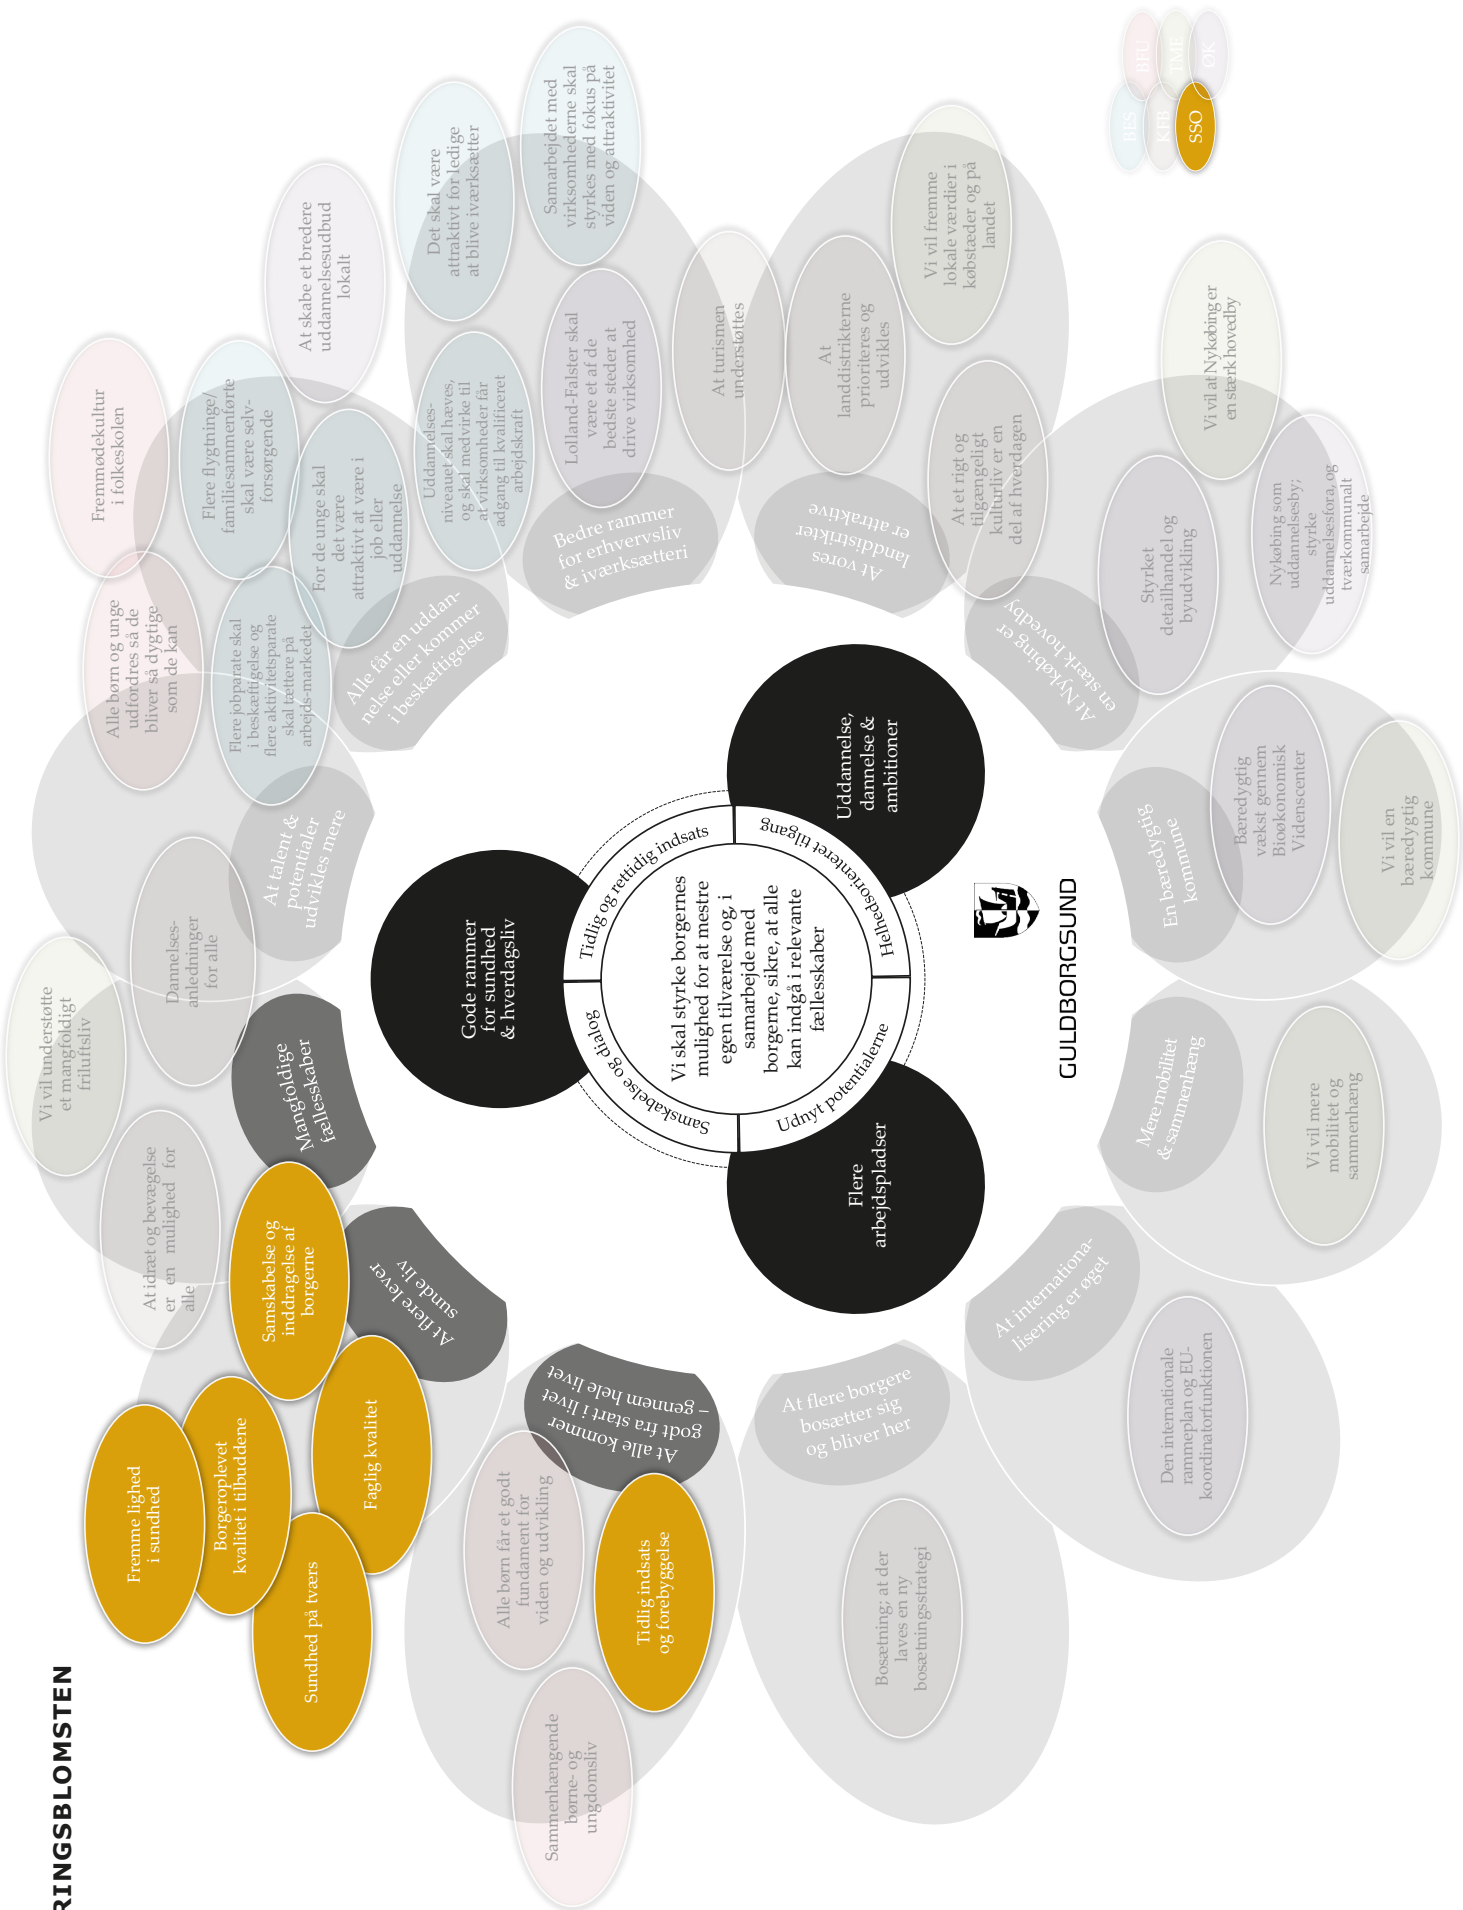 RINGSBLOMSTEN
Vi skal styrke borgernes
mulighed for at mestre
egen tilværelse og, i
samarbejde med
borgerne, sikre, at alle
kan indgå i relevante
fællesskaber
Tidlig og rettidig indsats
Helhedsorienteret tilgang
Udnyt potentialerne
Samskabelse og dialog
Gode rammer
for sundhed
& hverdagsliv
Uddannelse,
dannelse &
ambitioner
Flere
arbejdspladser
GULDBORGSUND
Mangfoldige
fællesskaber
At talent &
potentialer
udvikles mere
Alle får en uddan-
nelse eller kommer
i beskæftigelse
Bedre rammer
for erhvervsliv
& iværksætteri
At vores
landdistrikter
er attraktive
At Nykøbing er
en stærk hovedby
En bæredygtig
kommune
Mere mobilitet
& sammenhæng
At internationa-
lisering er øget
At flere borgere
bosætter sig
og bliver her
At alle kommer
godt fra start i livet
– gennem hele livet
At flere lever
sunde liv
Fremme lighed
i sundhed
Borgeroplevet
kvalitet i tilbuddene
Sundhed på tværs
Faglig kvalitet
Samskabelse og
inddragelse af
borgerne
Tidlig indsats
og forebyggelse
Alle børn får et godt
fundament for
viden og udvikling
Sammenhængende
børne- og
ungdomsliv
At idræt og bevægelse
er en mulighed for
alle
Vi vil understøtte
et mangfoldigt
friluftsliv
Dannelses-
anledninger
for alle
Alle børn og unge
udfordres så de
bliver så dygtige
som de kan
Fremmødekultur
i folkeskolen
Flere jobparate skal
i beskæftigelse og
flere aktivitetsparate
skal tættere på
arbejds-markedet
Flere flygtninge/
familiesammenførte
skal være selv-
forsørgende
For de unge skal
det være
attraktivt at være i
job eller
uddannelse
At skabe et bredere
uddannelsesudbud
lokalt
Det skal være
attraktivt for ledige
at blive iværksætter
Samarbejdet med
virksomhederne skal
styrkes med fokus på
viden og attraktivitet
Uddannelses-
niveauet skal hæves,
og skal medvirke til
at virksomheder får
adgang til kvalificeret
arbejdskraft
Lolland-Falster skal
være et af de
bedste steder at
drive virksomhed
At turismen
understøttes
At
landdistrikterne
prioriteres og
udvikles
Vi vil fremme
lokale værdier i
købstæder og på
landet
At et rigt og
tilgængeligt
kulturliv er en
del af hverdagen
Vi vil at Nykøbing er
en stærk hovedby
Styrket
detailhandel og
byudvikling
Nykøbing som
uddannelsesby;
styrke
uddannelsesfora, og
tværkommunalt
samarbejde
Bæredygtig
vækst gennem
Bioøkonomisk
Videnscenter
Vi vil en
bæredygtig
kommune
Vi vil mere
mobilitet og
sammenhæng
Den internationale
rammeplan og EU-
koordinatorfunktionen
Bosætning; at der
laves en ny
bosætningsstrategi
BES
BFU
KFB
TME
SSO
ØK